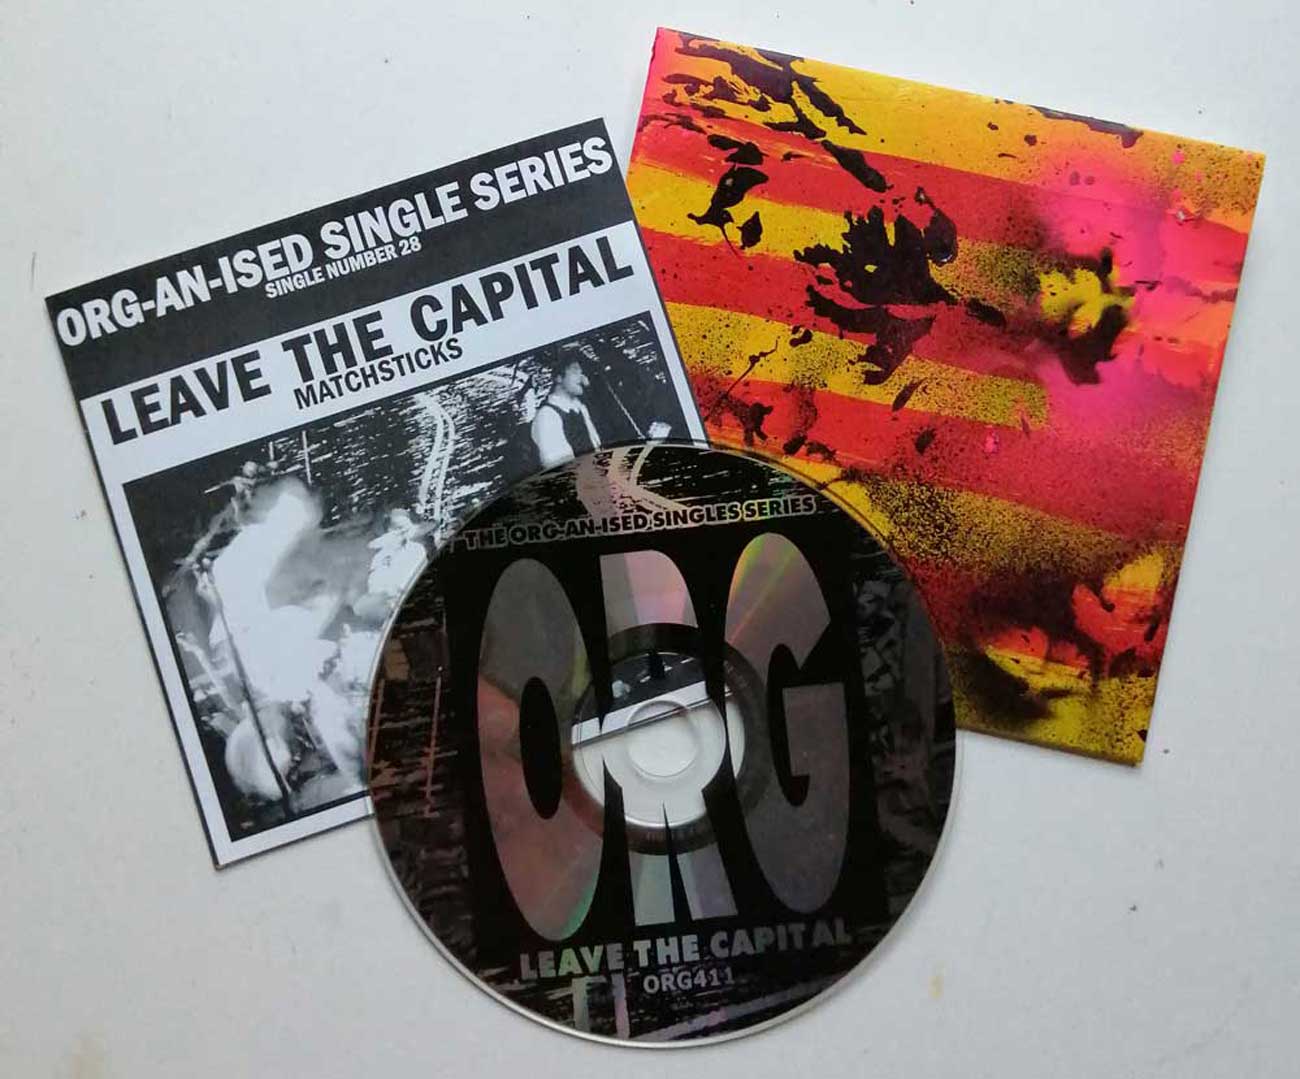 ORG-AN-ISED SINGLE SERIES
SINGLE NUMBER 28
LEAVE THE CAPITAL
MATCHSTICKS
THE ORG-AN-ISED SINGLES SERIES
ORG
LEAVE THE CAPITAL
ORG411